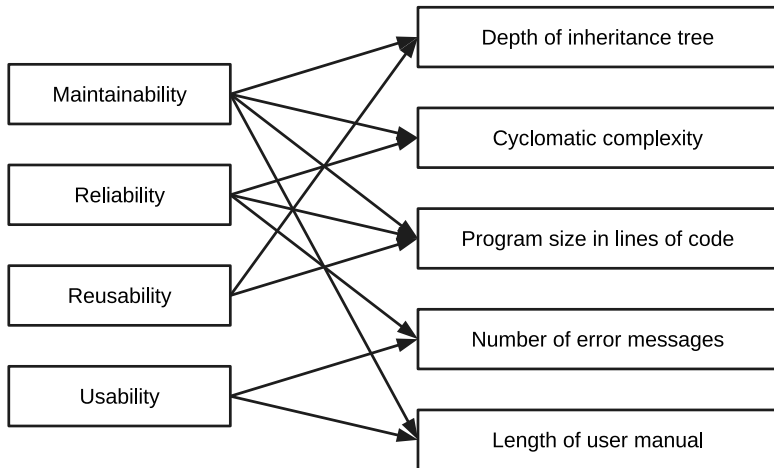 Maintainability
Reliability
Reusability
Usability
Depth of inheritance tree
Cyclomatic complexity
Program size in lines of code
Number of error messages
Length of user manual